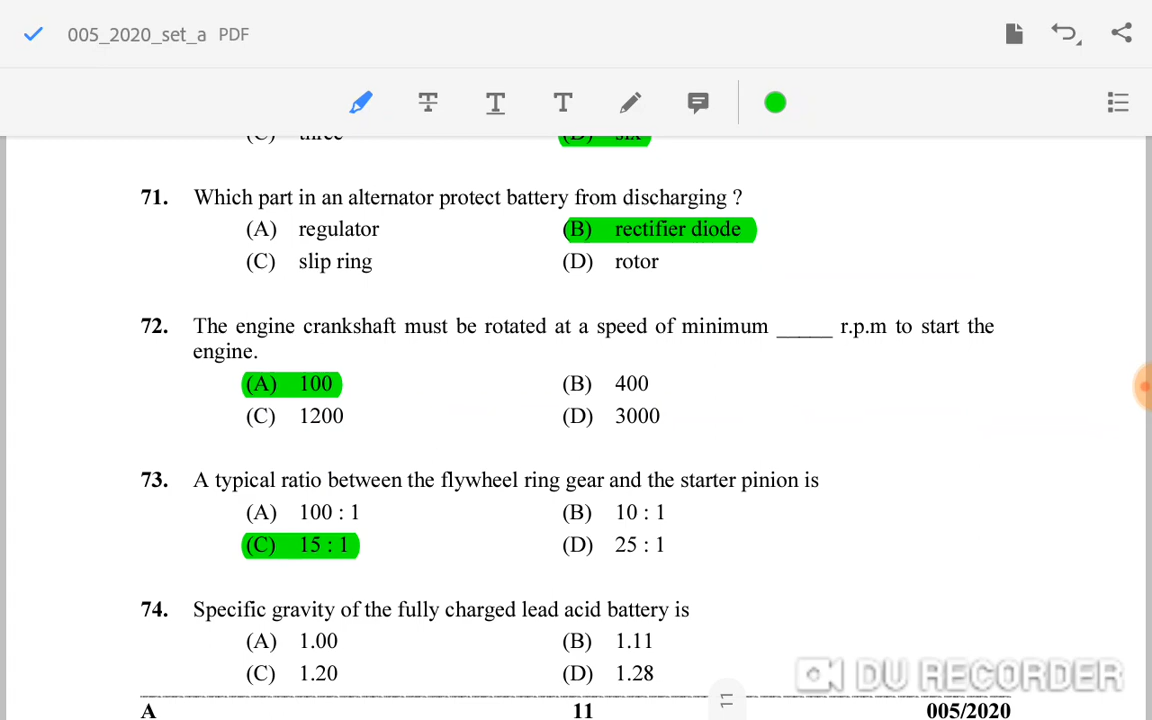 005_2020_set_a PDF
(C) three (D) six
71. Which part in an alternator protect battery from discharging ?
(A) regulator (B) rectifier diode
(C) slip ring (D) rotor
72. The engine crankshaft must be rotated at a speed of minimum _____ r.p.m to start the
engine.
(A) 100 (B) 400
(C) 1200 (D) 3000
73. A typical ratio between the flywheel ring gear and the starter pinion is
(A) 100 : 1 (B) 10 : 1
(C) 15 : 1 (D) 25 : 1
74. Specific gravity of the fully charged lead acid battery is
(A) 1.00 (B) 1.11
(C) 1.20 (D) 1.28
DU RECORDER
A 11 11 005/2020